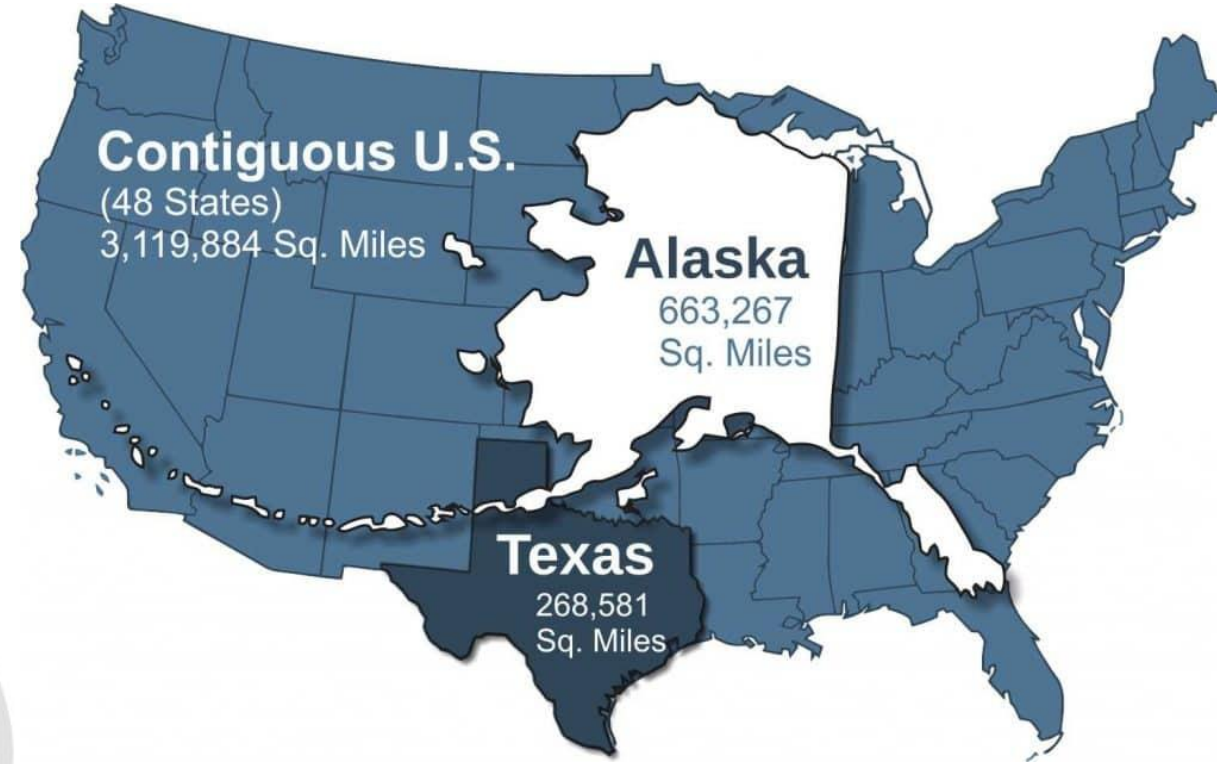 Contiguous U.S.
(48 States)
3,119,884 Sq. Miles
Alaska
663,267
Sq. Miles
Texas
268,581
Sq. Miles